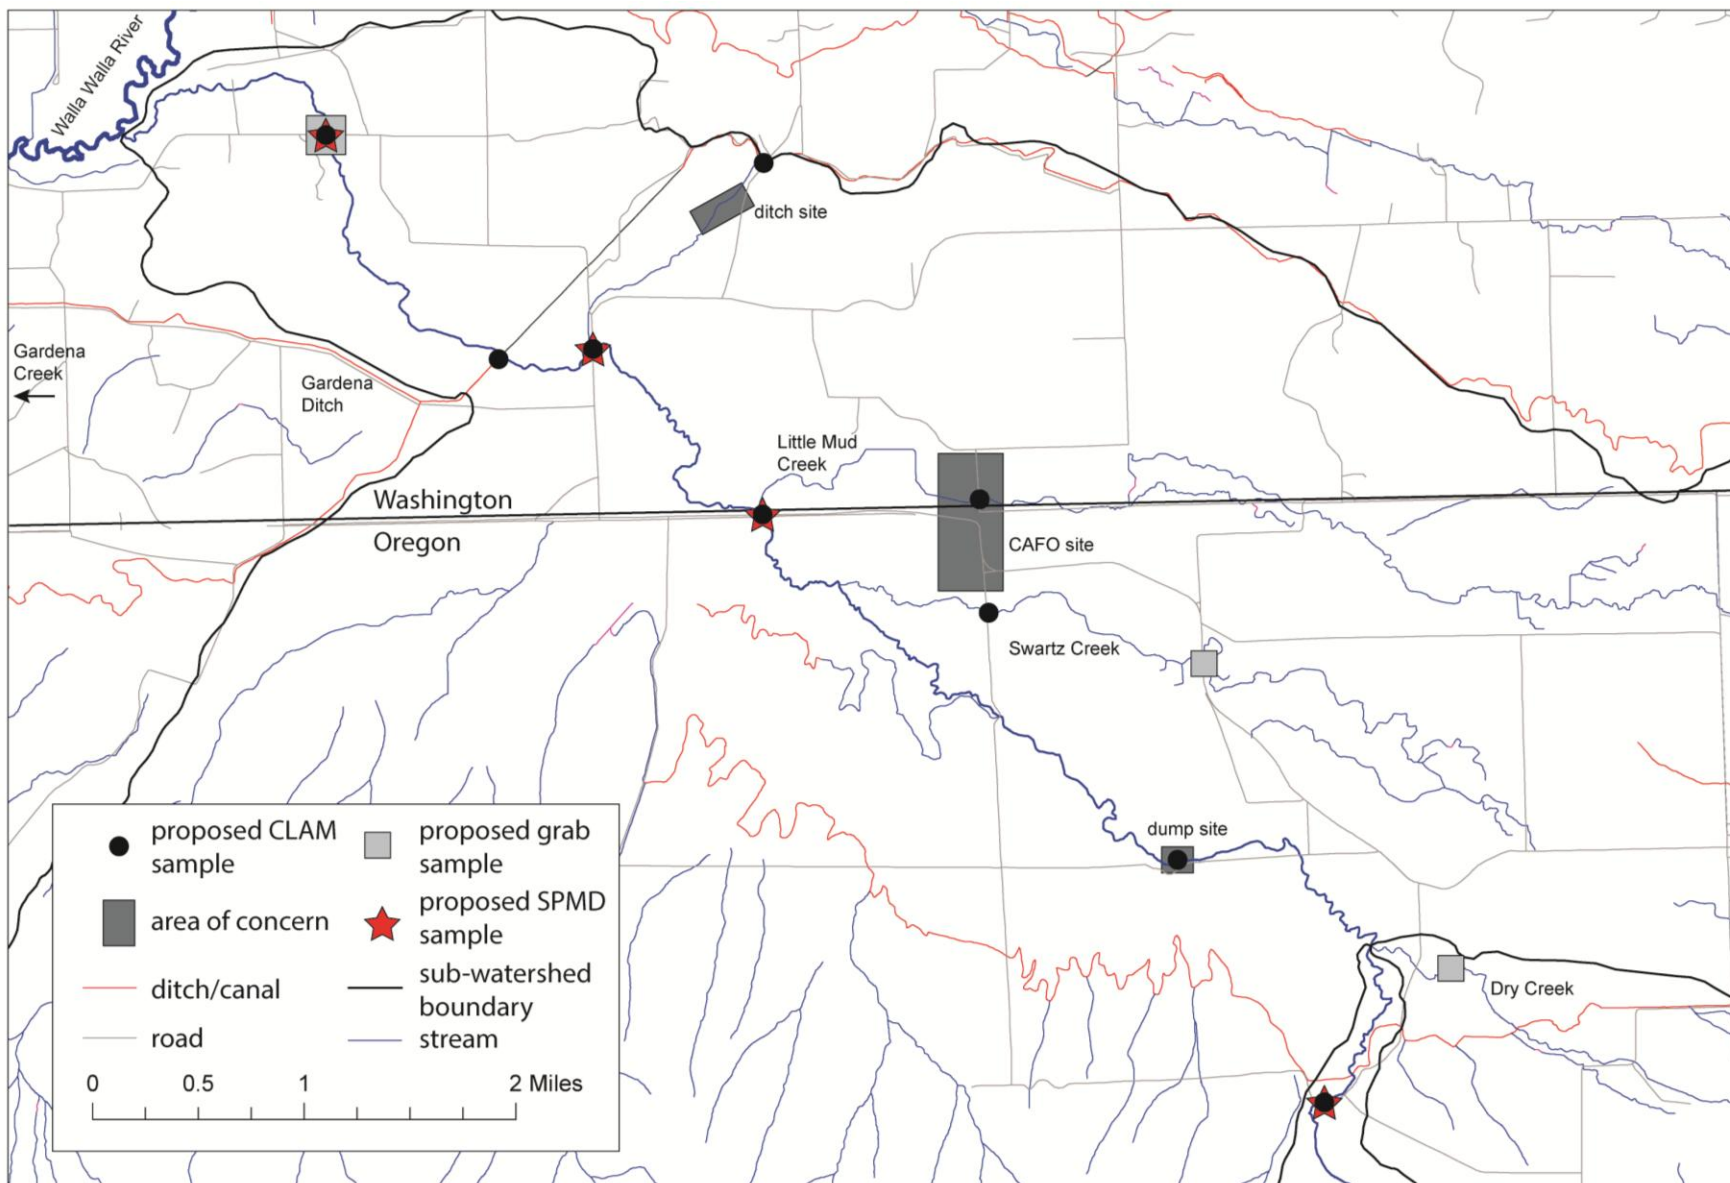 Walla Walla River
ditch site
Gardena
Creek
Gardena
Ditch
Little Mud
Creek
Washington
Oregon
CAFO site
Swartz Creek
dump site
Dry Creek
proposed CLAM
sample
proposed grab
sample
area of concern
proposed SPMD
sample
ditch/canal
sub-watershed
boundary
road
stream
0 0.5 1 2 Miles